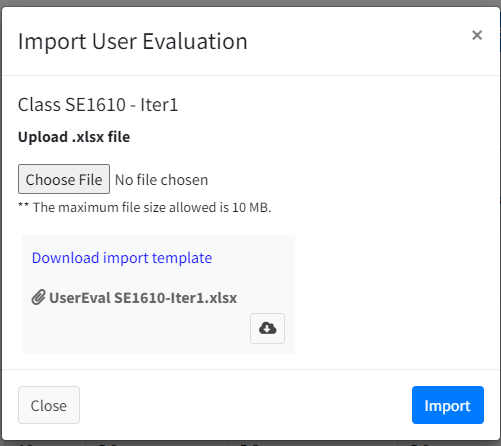 Import User Evaluation ×
Class SE1610 - Iter1
Upload .xlsx file
Choose File No file chosen
** The maximum file size allowed is 10 MB.
Download import template
UserEval SE1610-Iter1.xlsx
Close Import